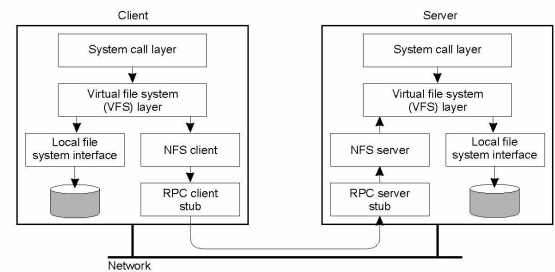 Client
System call layer
Virtual file system
(VFS) layer
Local file
system interface
NFS client
RPC client
stub
Server
System call layer
Virtual file system
(VFS) layer
NFS server
Local file
system interface
RPC server
stub
Network